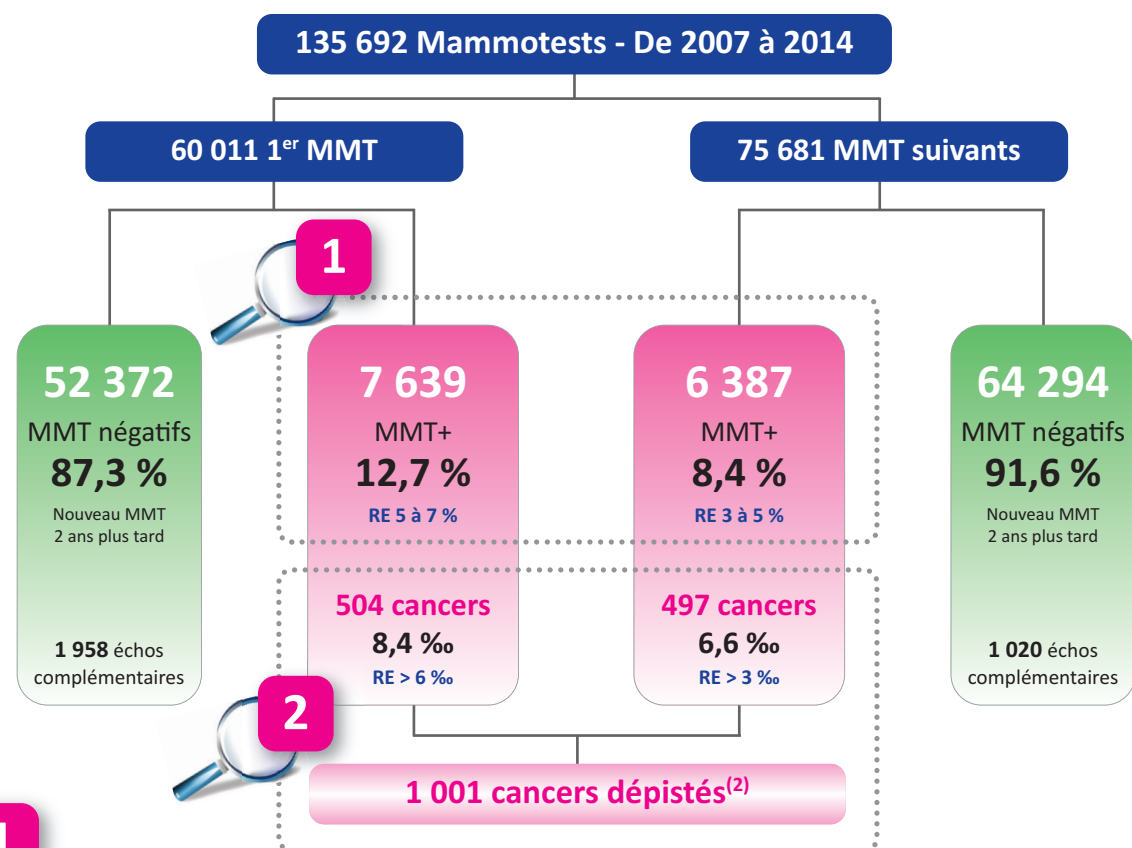 135 692 Mammotests - De 2007 à 2014
60 011 1er MMT
75 681 MMT suivants
1
52 372
MMT négatifs
87,3 %
Nouveau MMT
2 ans plus tard
1 958 échos
complémentaires
7 639
MMT+
12,7 %
RE 5 à 7 %
504 cancers
8,4 ‰
RE > 6 ‰
6 387
MMT+
8,4 %
RE 3 à 5 %
497 cancers
6,6 ‰
RE > 3 ‰
64 294
MMT négatifs
91,6 %
Nouveau MMT
2 ans plus tard
1 020 échos
complémentaires
2
1 001 cancers dépistés(2)